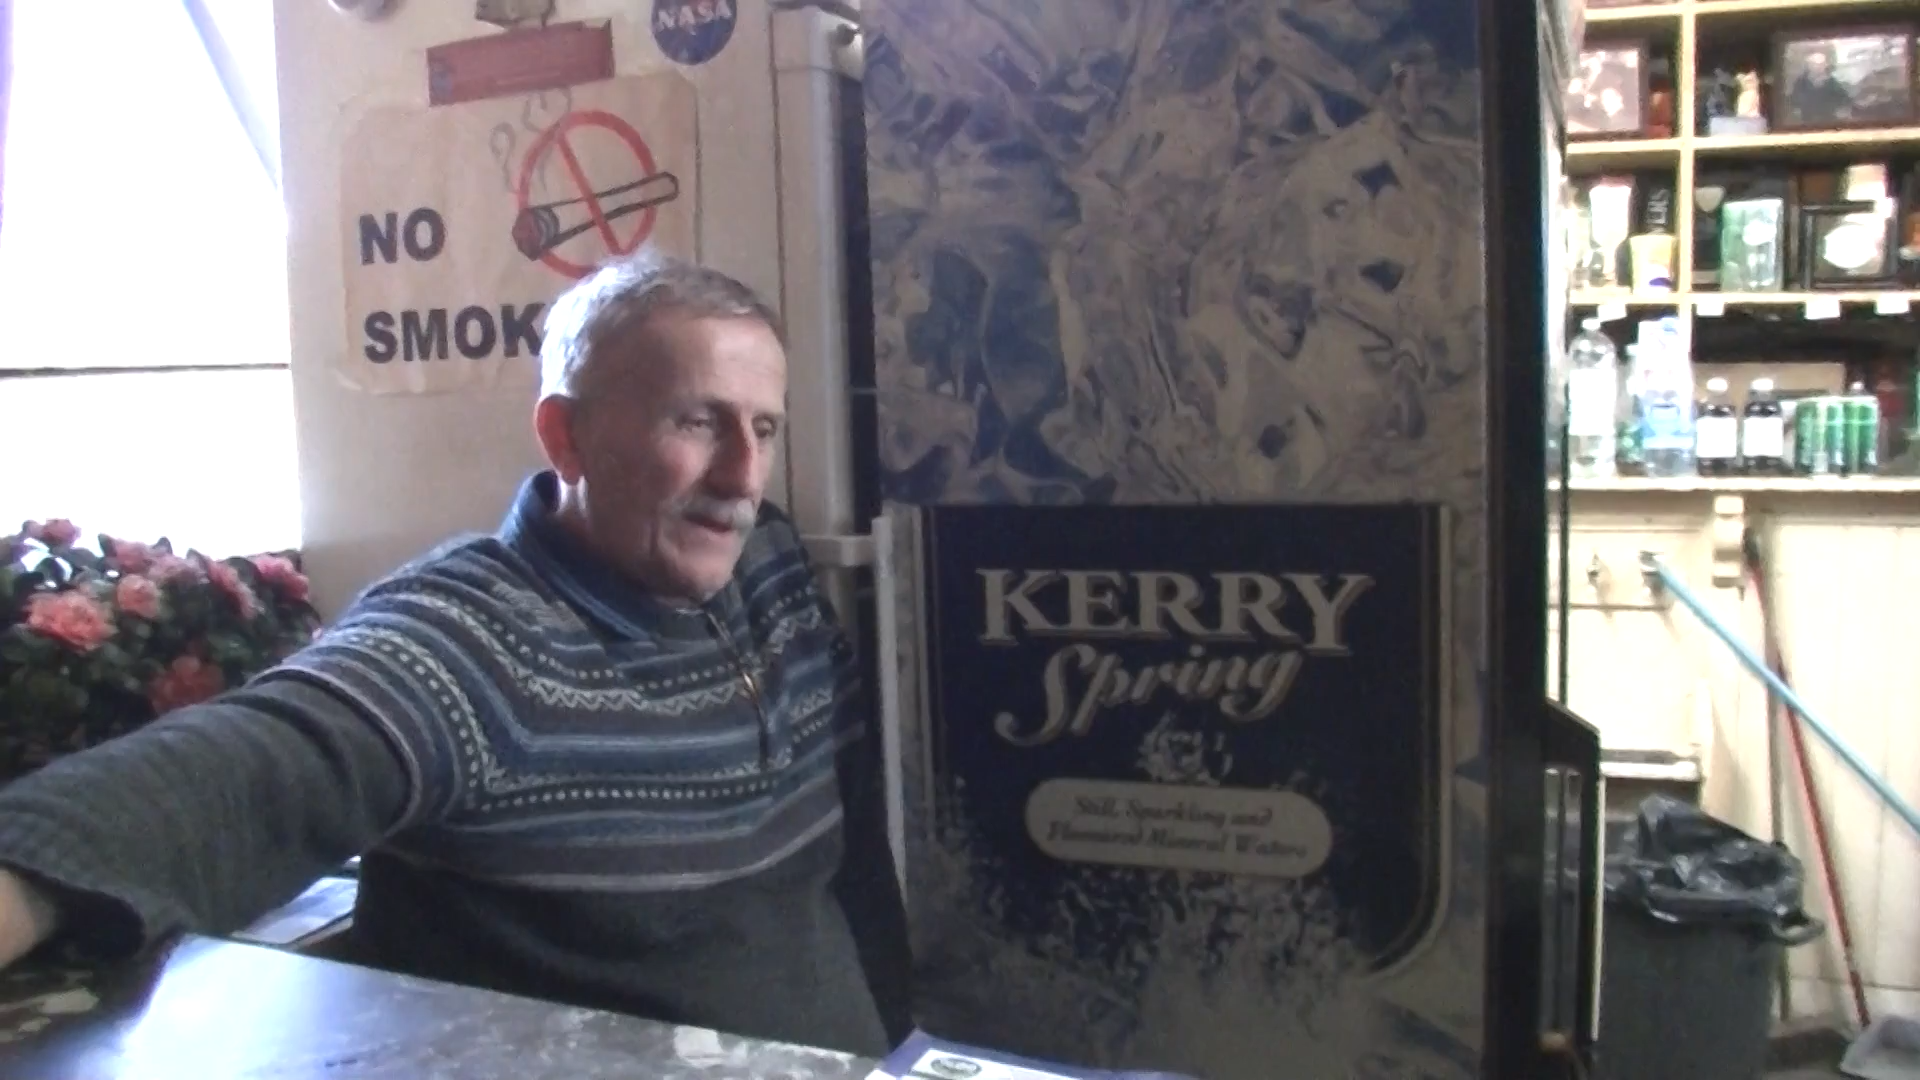 NASA
NO
SMOK
KERRY
Spring
Still, Sparkling and
Flavoured Mineral Waters